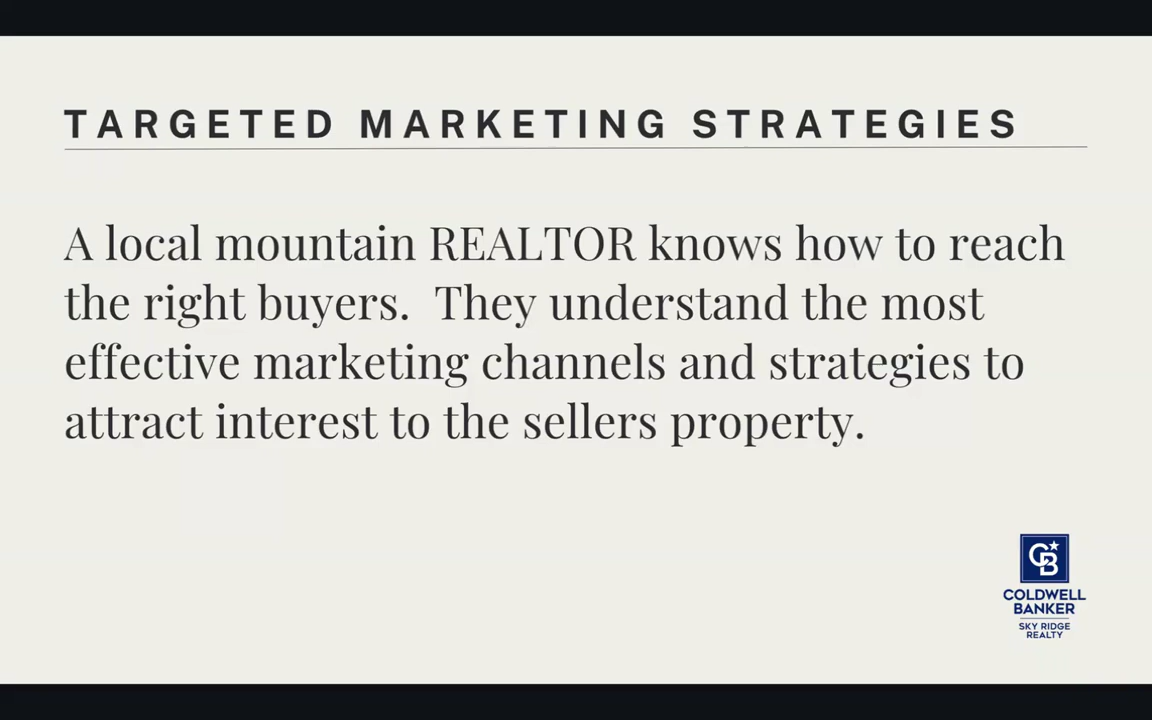 TARGETED MARKETING STRATEGIES
A local mountain REALTOR knows how to reach
the right buyers.  They understand the most
effective marketing channels and strategies to
attract interest to the sellers property.
CB
COLDWELL
BANKER
SKY RIDGE
REALTY